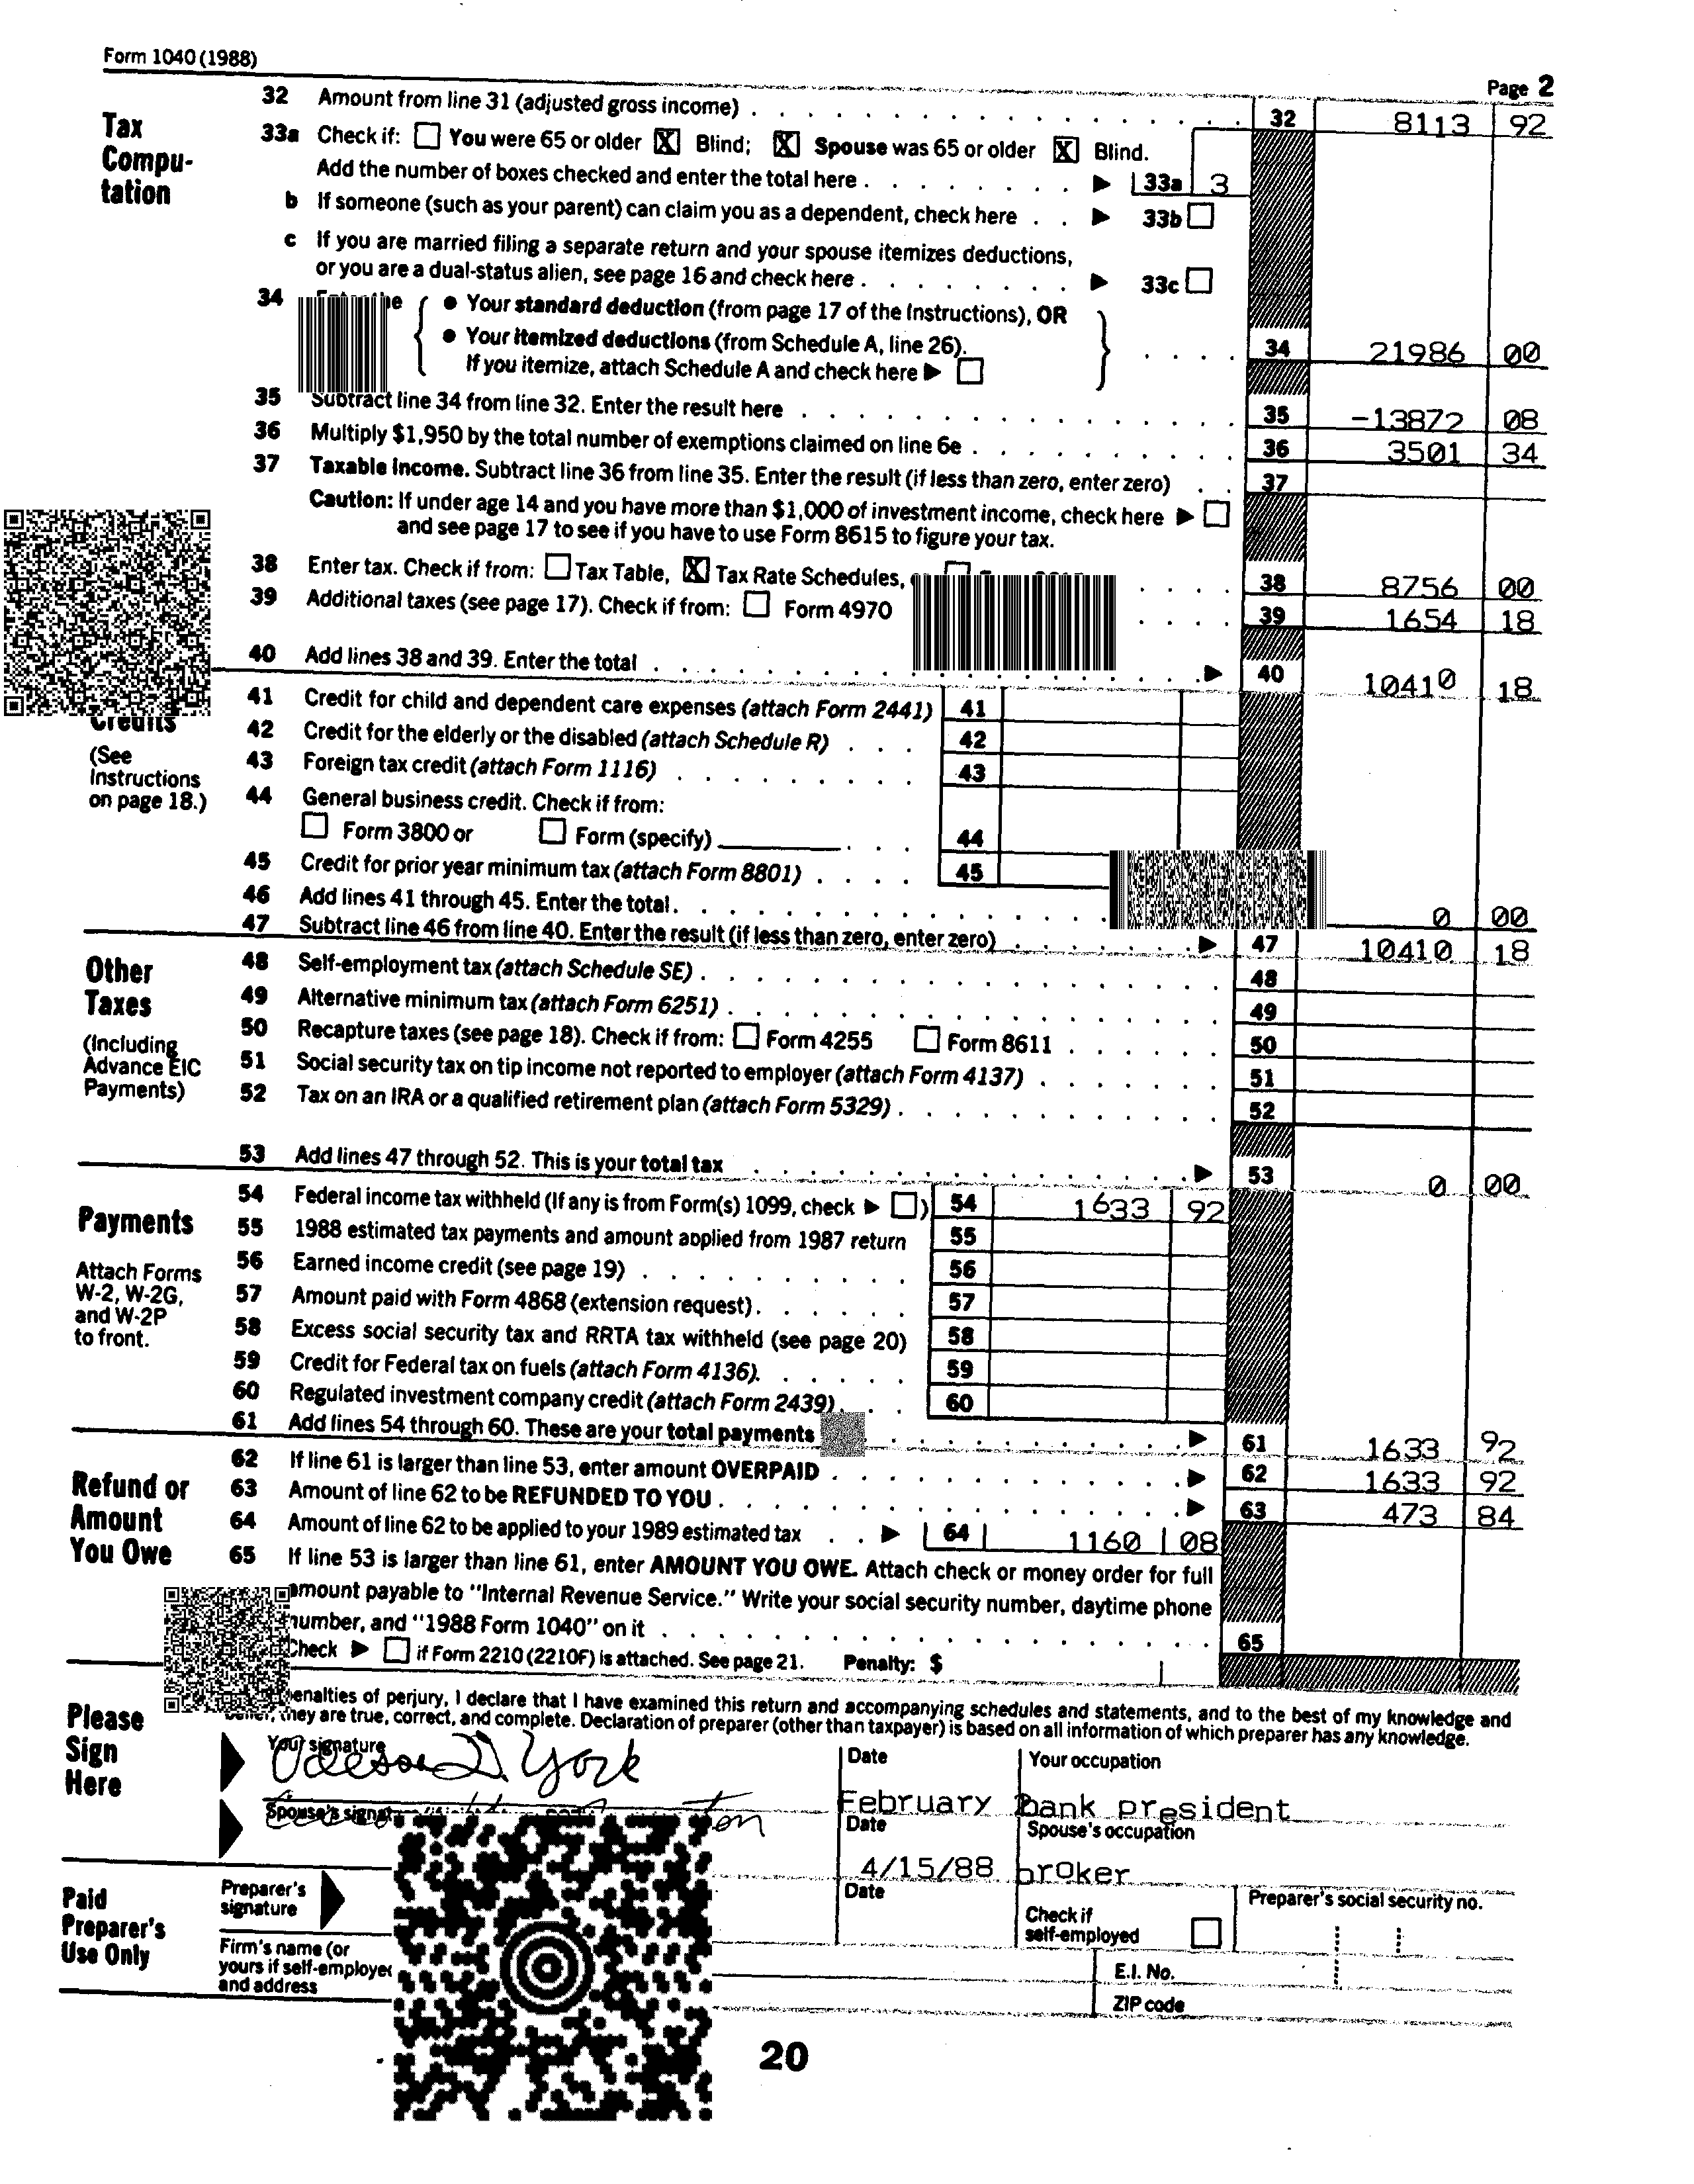 Form 1040 (1988)
Page 2
Tax
Compu-
tation
32 Amount from line 31 (adjusted gross income) 32 8113 92
33a Check if: You were 65 or older X Blind; X Spouse was 65 or older X Blind.
Add the number of boxes checked and enter the total here 33a 3
b If someone (such as your parent) can claim you as a dependent, check here 33b
c If you are married filing a separate return and your spouse itemizes deductions,
or you are a dual-status alien, see page 16 and check here 33c
34 the
• Your standard deduction (from page 17 of the Instructions), OR
• Your itemized deductions (from Schedule A, line 26).
If you itemize, attach Schedule A and check here
34 21986 00
35 Subtract line 34 from line 32. Enter the result here 35 -13872 08
36 Multiply $1,950 by the total number of exemptions claimed on line 6e 36 3501 34
37 Taxable income. Subtract line 36 from line 35. Enter the result (if less than zero, enter zero) 37
Caution: If under age 14 and you have more than $1,000 of investment income, check here
and see page 17 to see if you have to use Form 8615 to figure your tax.
38 Enter tax. Check if from: Tax Table, X Tax Rate Schedules, 38 8756 00
39 Additional taxes (see page 17). Check if from: Form 4970 39 1654 18
40 Add lines 38 and 39. Enter the total 40 10410 18
Credits
(See
Instructions
on page 18.)
41 Credit for child and dependent care expenses (attach Form 2441) 41
42 Credit for the elderly or the disabled (attach Schedule R) 42
43 Foreign tax credit (attach Form 1116) 43
44 General business credit. Check if from:
Form 3800 or Form (specify) 44
45 Credit for prior year minimum tax (attach Form 8801) 45
46 Add lines 41 through 45. Enter the total 0 00
47 Subtract line 46 from line 40. Enter the result (if less than zero, enter zero) 47 10410 18
Other
Taxes
(Including
Advance EIC
Payments)
48 Self-employment tax (attach Schedule SE) 48
49 Alternative minimum tax (attach Form 6251) 49
50 Recapture taxes (see page 18). Check if from: Form 4255 Form 8611 50
51 Social security tax on tip income not reported to employer (attach Form 4137) 51
52 Tax on an IRA or a qualified retirement plan (attach Form 5329) 52
53 Add lines 47 through 52. This is your total tax 53 0 00
Payments
Attach Forms
W-2, W-2G,
and W-2P
to front.
54 Federal income tax withheld (If any is from Form(s) 1099, check ) 54 1633 92
55 1988 estimated tax payments and amount applied from 1987 return 55
56 Earned income credit (see page 19) 56
57 Amount paid with Form 4868 (extension request) 57
58 Excess social security tax and RRTA tax withheld (see page 20) 58
59 Credit for Federal tax on fuels (attach Form 4136) 59
60 Regulated investment company credit (attach Form 2439) 60
61 Add lines 54 through 60. These are your total payments 61 1633 92
Refund or
Amount
You Owe
62 If line 61 is larger than line 53, enter amount OVERPAID 62 1633 92
63 Amount of line 62 to be REFUNDED TO YOU 63 473 84
64 Amount of line 62 to be applied to your 1989 estimated tax 64 1160 08
65 If line 53 is larger than line 61, enter AMOUNT YOU OWE. Attach check or money order for full
amount payable to "Internal Revenue Service." Write your social security number, daytime phone
number, and "1988 Form 1040" on it 65
Check if Form 2210 (2210F) is attached. See page 21. Penalty: $
Please
Sign
Here
penalties of perjury, I declare that I have examined this return and accompanying schedules and statements, and to the best of my knowledge and
they are true, correct, and complete. Declaration of preparer (other than taxpayer) is based on all information of which preparer has any knowledge.
Your signature
Odessa D. York
Date
February
Your occupation
bank president
Spouse's
Date
4/15/88
Spouse's occupation
broker
Paid
Preparer's
Use Only
Preparer's
signature
Date
Check if
self-employed
Preparer's social security no.
Firm's name (or
yours if self-employed
and address
E.I. No.
ZIP code
20